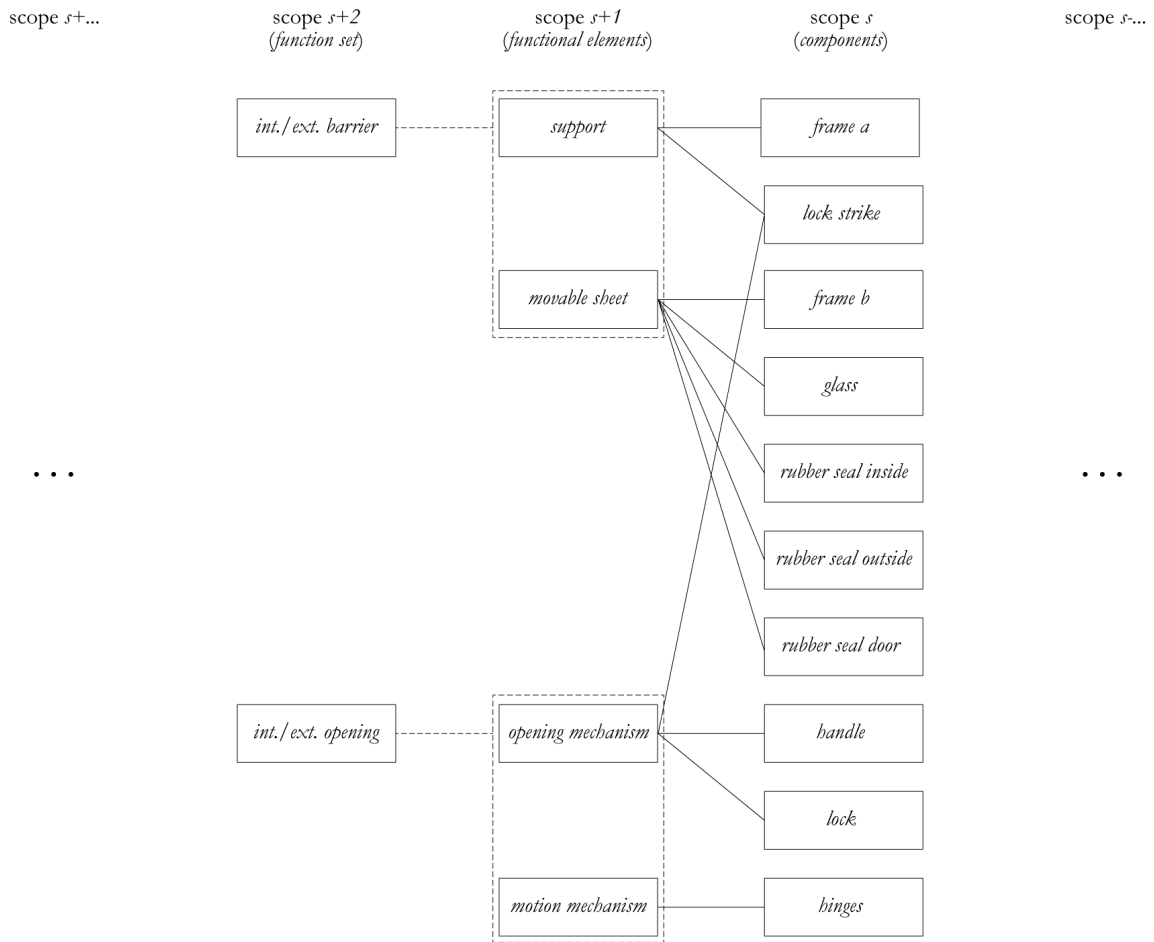 scope s+...
scope s+2
(function set)
scope s+1
(functional elements)
scope s
(components)
scope s-...
int./ext. barrier
support
frame a
lock strike
movable sheet
frame b
glass
rubber seal inside
. . .
. . .
rubber seal outside
rubber seal door
int./ext. opening
opening mechanism
handle
lock
motion mechanism
hinges